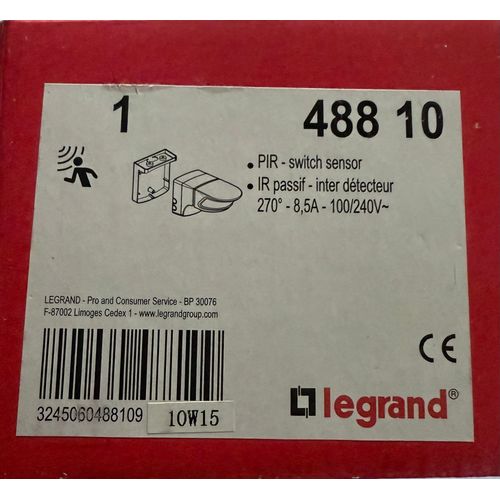 1
488 10
• PIR - switch sensor
• IR passif - inter détecteur
270° - 8,5A - 100/240V~
LEGRAND - Pro and Consumer Service - BP 30076
F-87002 Limoges Cedex 1 - www.legrandgroup.com
CE
3245060488109
10W15
legrand®